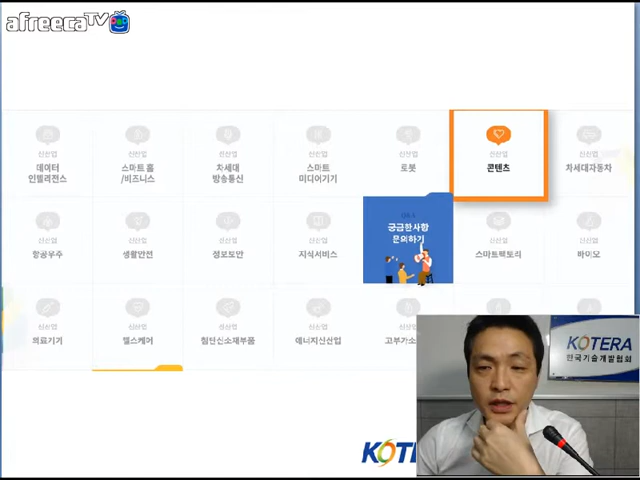 afreecaTV
신산업
데이터
인텔리전스
신산업
스마트 홈
/비즈니스
신산업
차세대
방송통신
신산업
스마트
미디어기기
신산업
로봇
신산업
콘텐츠
신산업
차세대자동차
신산업
항공우주
신산업
생활안전
신산업
정보보안
신산업
지식서비스
궁금한사항
문의하기
신산업
스마트팩토리
신산업
바이오
신산업
의료기기
신산업
헬스케어
신산업
첨단신소재부품
신산업
에너지신산업
고부가
KOTERA
한국기술개발협회
KOTE